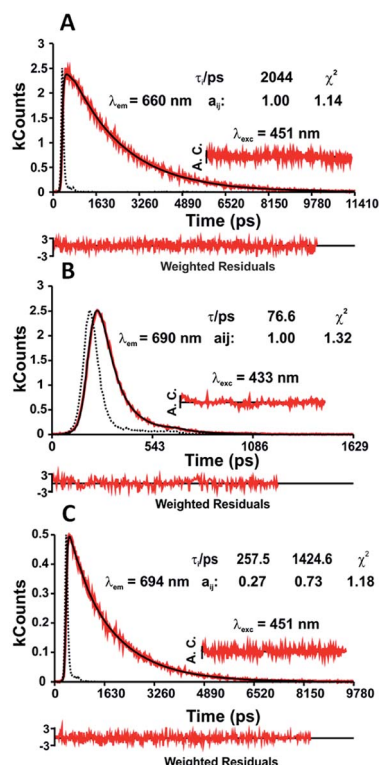 A
τᵢ/ps 2044 χ²
λem = 660 nm aij: 1.00 1.14
λexc = 451 nm
A. C.
kCounts
3
2.5
2
1.5
1
0.5
0
0 1630 3260 4890 6520 8150 9780 11410
Time (ps)
3
-3
Weighted Residuals
B
τᵢ/ps 76.6 χ²
λem = 690 nm aij: 1.00 1.32
λexc = 433 nm
A. C.
kCounts
3
2.5
2
1.5
1
0.5
0
0 543 1086 1629
Time (ps)
3
-3
Weighted Residuals
C
τᵢ/ps 257.5 1424.6 χ²
λem = 694 nm aij: 0.27 0.73 1.18
λexc = 451 nm
A. C.
kCounts
0.5
0.4
0.3
0.2
0.1
0
0 1630 3260 4890 6520 8150 9780
Time (ps)
3
-3
Weighted Residuals